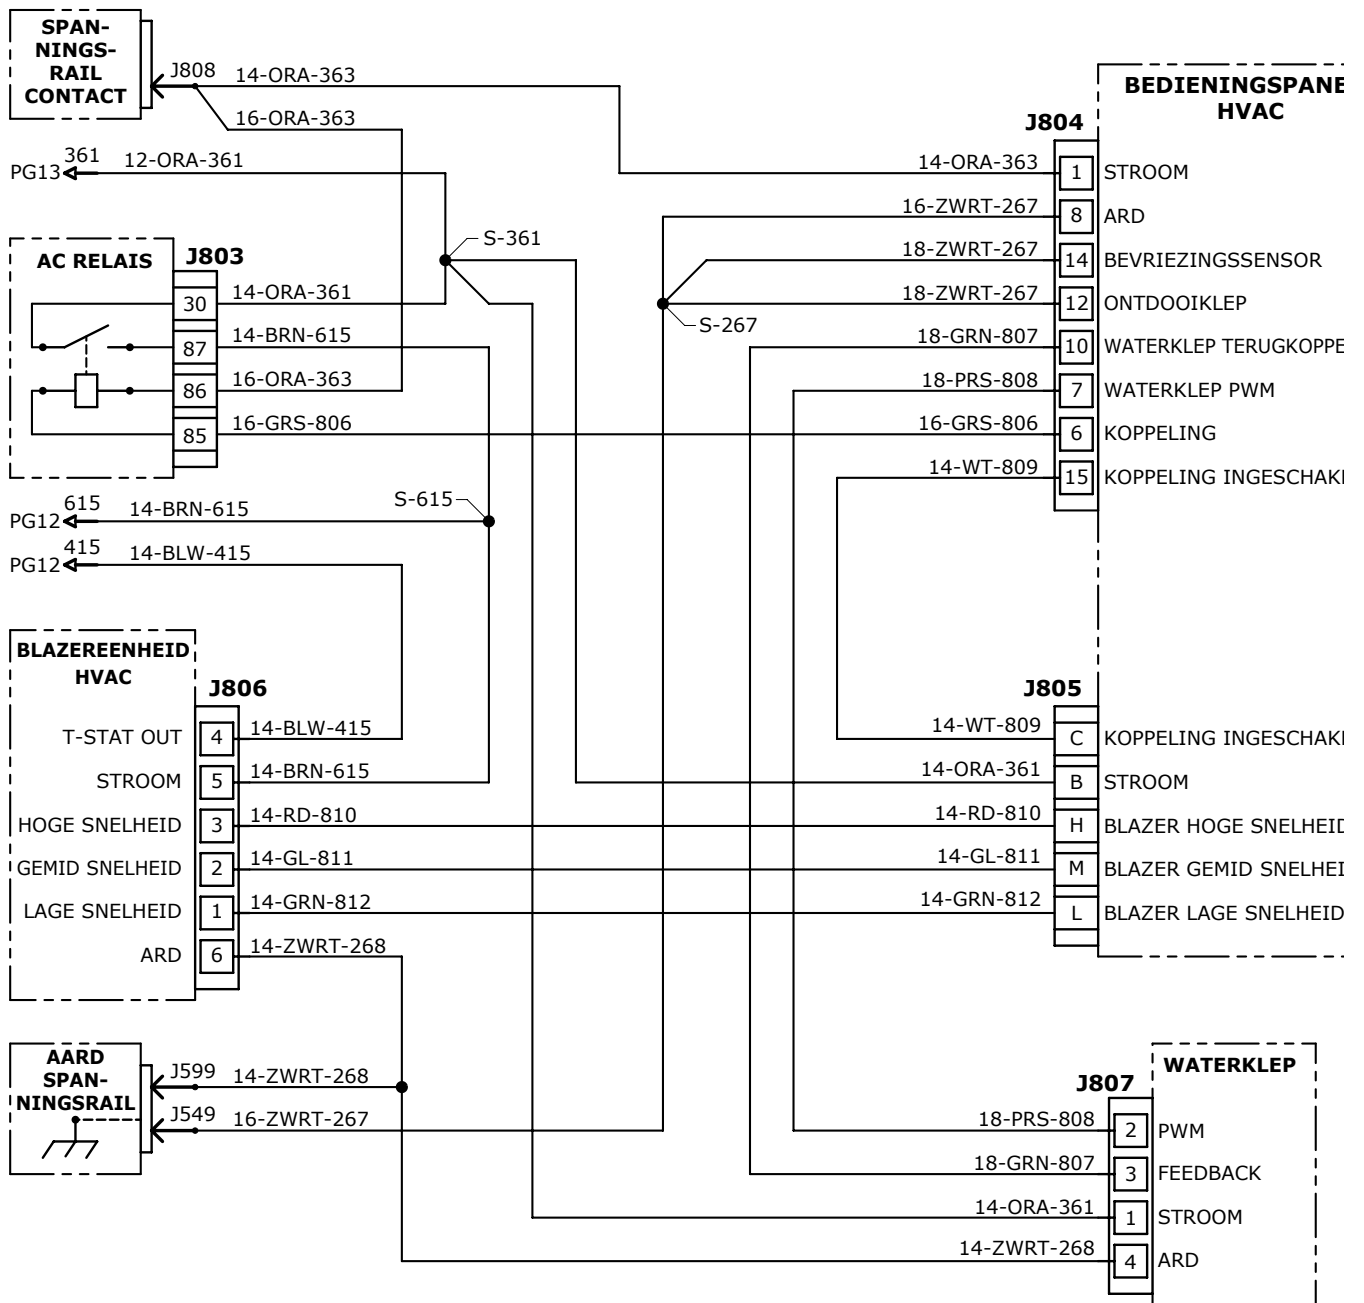 SPAN-
NINGS-
RAIL
CONTACT
J808
14-ORA-363
16-ORA-363
361
PG13
12-ORA-361
AC RELAIS
J803
30
14-ORA-361
87
14-BRN-615
86
16-ORA-363
85
16-GRS-806
S-361
S-267
S-615
615
PG12
14-BRN-615
415
PG12
14-BLW-415
BLAZEREENHEID
HVAC
J806
T-STAT OUT
4
14-BLW-415
STROOM
5
14-BRN-615
HOGE SNELHEID
3
14-RD-810
GEMID SNELHEID
2
14-GL-811
LAGE SNELHEID
1
14-GRN-812
ARD
6
14-ZWRT-268
AARD
SPAN-
NINGSRAIL
J599
14-ZWRT-268
J549
16-ZWRT-267
BEDIENINGSPANE
HVAC
J804
14-ORA-363
1
STROOM
16-ZWRT-267
8
ARD
18-ZWRT-267
14
BEVRIEZINGSSENSOR
18-ZWRT-267
12
ONTDOOIKLEP
18-GRN-807
10
WATERKLEP TERUGKOPPE
18-PRS-808
7
WATERKLEP PWM
16-GRS-806
6
KOPPELING
14-WT-809
15
KOPPELING INGESCHAK
J805
14-WT-809
C
KOPPELING INGESCHAK
14-ORA-361
B
STROOM
14-RD-810
H
BLAZER HOGE SNELHEID
14-GL-811
M
BLAZER GEMID SNELHEI
14-GRN-812
L
BLAZER LAGE SNELHEID
WATERKLEP
J807
18-PRS-808
2
PWM
18-GRN-807
3
FEEDBACK
14-ORA-361
1
STROOM
14-ZWRT-268
4
ARD